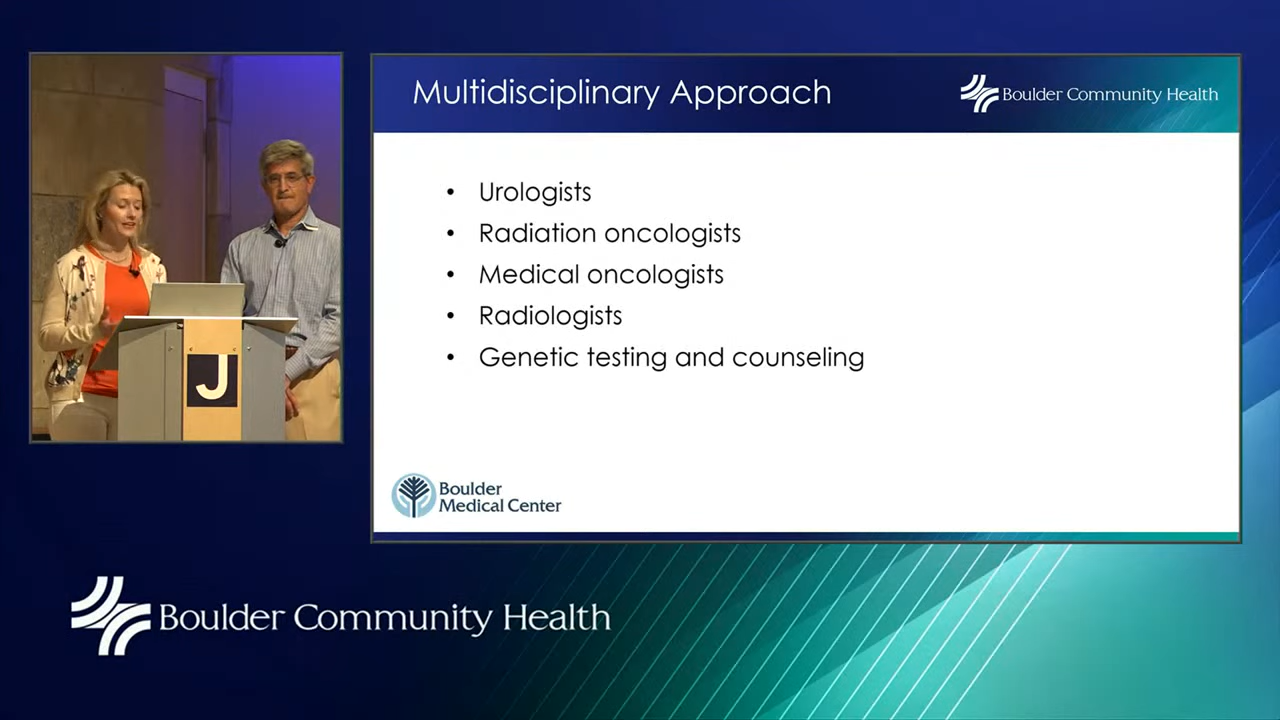 Multidisciplinary Approach
Boulder Community Health
• Urologists
• Radiation oncologists
• Medical oncologists
• Radiologists
• Genetic testing and counseling
J
Boulder
Medical Center
Boulder Community Health